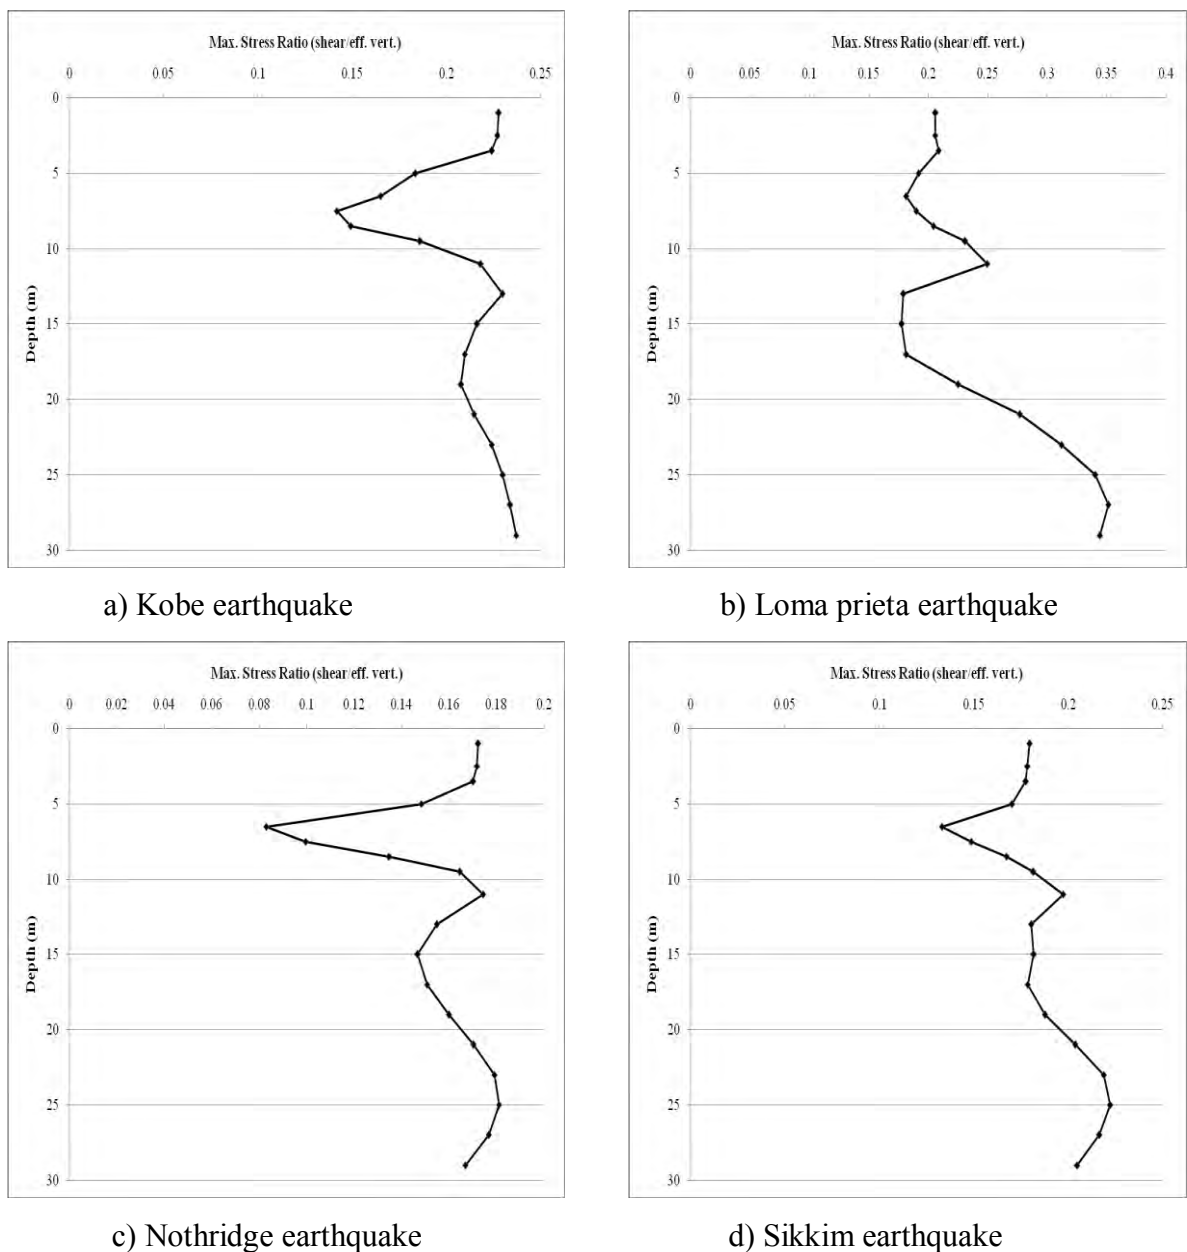 Max. Stress Ratio (shear/eff. vert.)
0 0.05 0.1 0.15 0.2 0.25
0
5
10
15
20
25
30
Depth (m)
a) Kobe earthquake
Max. Stress Ratio (shear/eff. vert.)
0 0.05 0.1 0.15 0.2 0.25 0.3 0.35 0.4
0
5
10
15
20
25
30
Depth (m)
b) Loma prieta earthquake
Max. Stress Ratio (shear/eff. vert.)
0 0.02 0.04 0.06 0.08 0.1 0.12 0.14 0.16 0.18 0.2
0
5
10
15
20
25
30
Depth (m)
c) Nothridge earthquake
Max. Stress Ratio (shear/eff. vert.)
0 0.05 0.1 0.15 0.2 0.25
0
5
10
15
20
25
30
Depth (m)
d) Sikkim earthquake